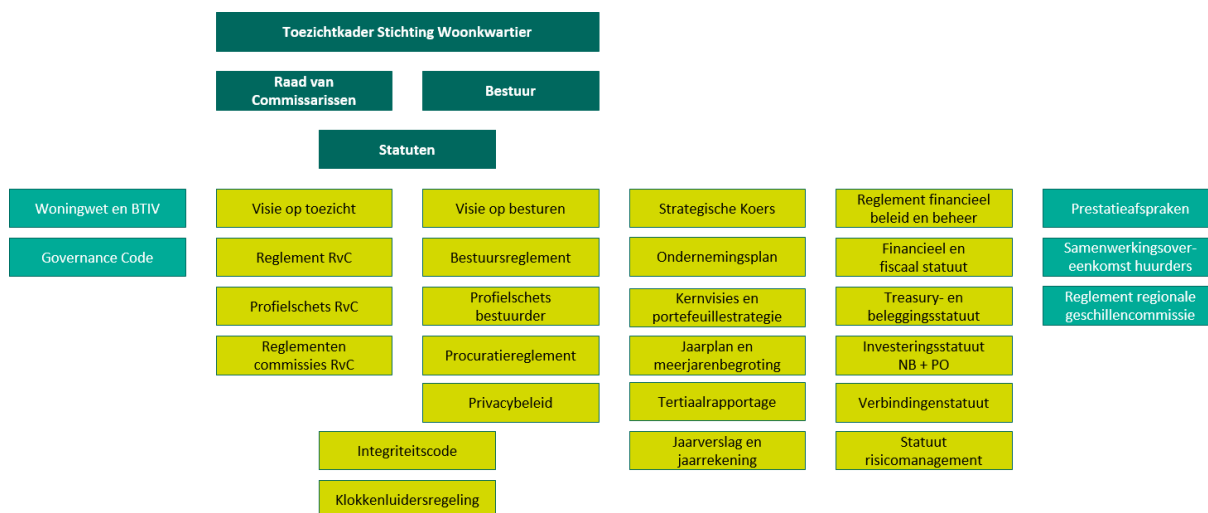 Toezichtkader Stichting Woonkwartier
Raad van
Commissarissen
Bestuur
Statuten
Woningwet en BTIV
Governance Code
Visie op toezicht
Reglement RvC
Profielschets RvC
Reglementen
commissies RvC
Visie op besturen
Bestuursreglement
Profielschets
bestuurder
Procuratiereglement
Privacybeleid
Integriteitscode
Klokkenluidersregeling
Strategische Koers
Ondernemingsplan
Kernvisies en
portefeuillestrategie
Jaarplan en
meerjarenbegroting
Tertiaalrapportage
Jaarverslag en
jaarrekening
Reglement financieel
beleid en beheer
Financieel en
fiscaal statuut
Treasury- en
beleggingsstatuut
Investeringsstatuut
NB + PO
Verbindingenstatuut
Statuut
risicomanagement
Prestatieafspraken
Samenwerkingsover-
eenkomst huurders
Reglement regionale
geschillencommissie